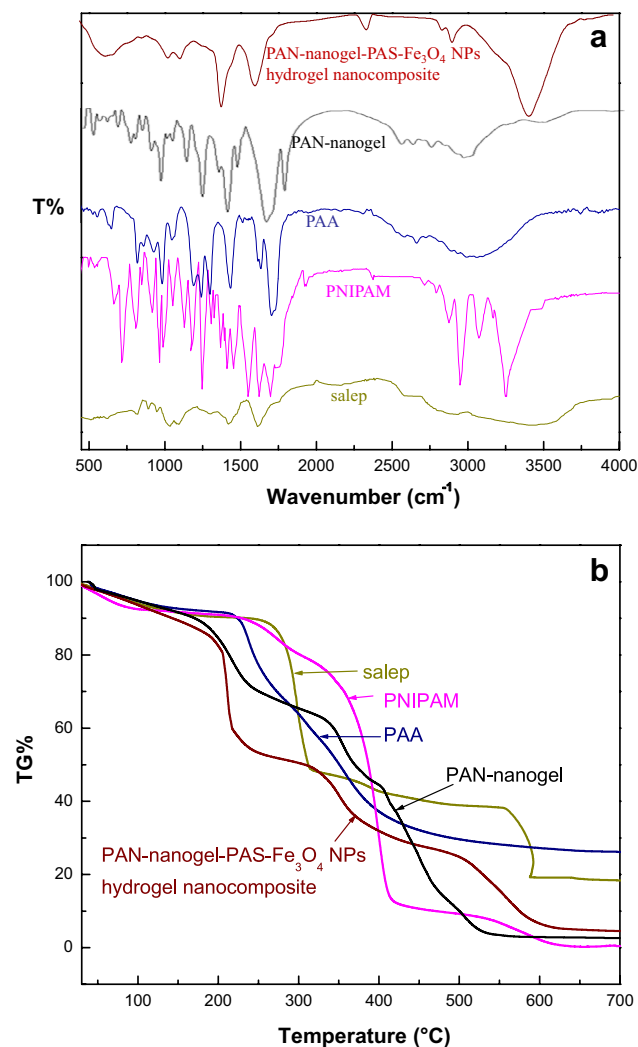 a
PAN-nanogel-PAS-Fe₃O₄ NPs
hydrogel nanocomposite
PAN-nanogel
T%
PAA
PNIPAM
salep
500 1000 1500 2000 2500 3000 3500 4000
Wavenumber (cm⁻¹)
b
100
80
60
40
20
0
TG%
salep
PNIPAM
PAA
PAN-nanogel
PAN-nanogel-PAS-Fe₃O₄ NPs
hydrogel nanocomposite
100 200 300 400 500 600 700
Temperature (°C)